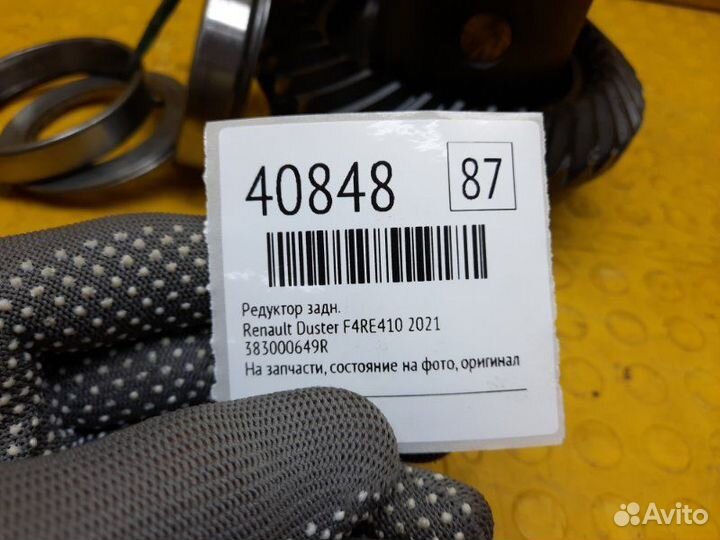 40848 87
Редуктор задн.
Renault Duster F4RE410 2021
383000649R
На запчасти, состояние на фото, оригинал
Avito